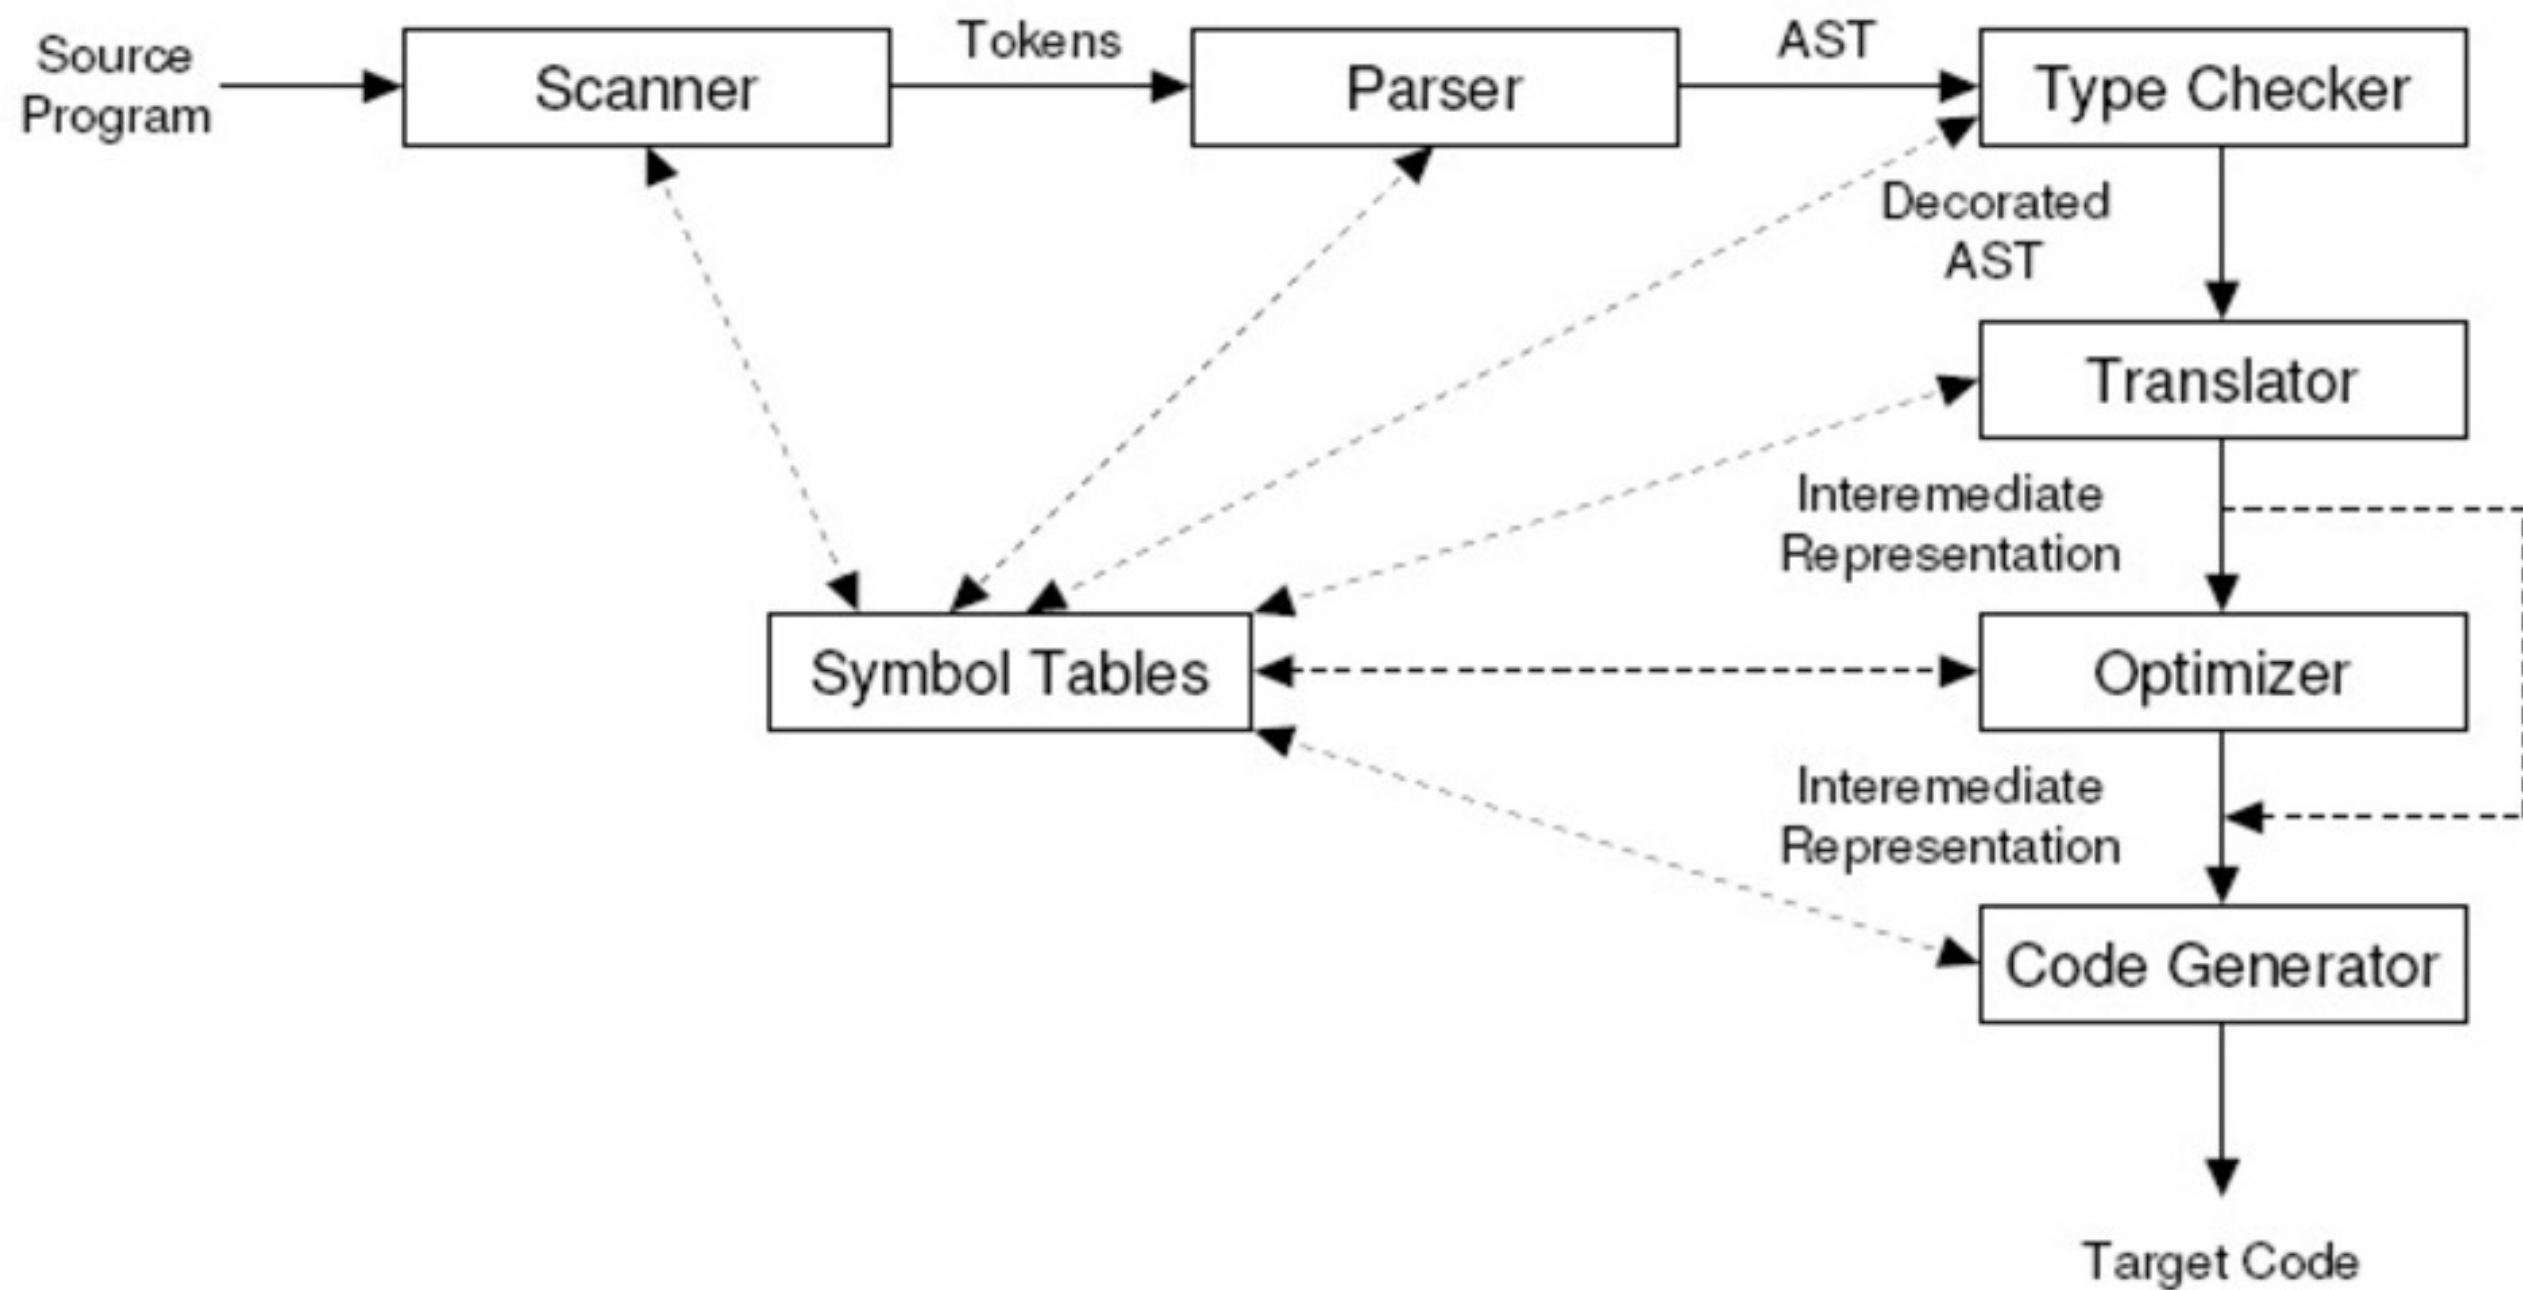 Source
Program
Scanner
Tokens
Parser
AST
Type Checker
Decorated
AST
Translator
Interemediate
Representation
Symbol Tables
Optimizer
Interemediate
Representation
Code Generator
Target Code